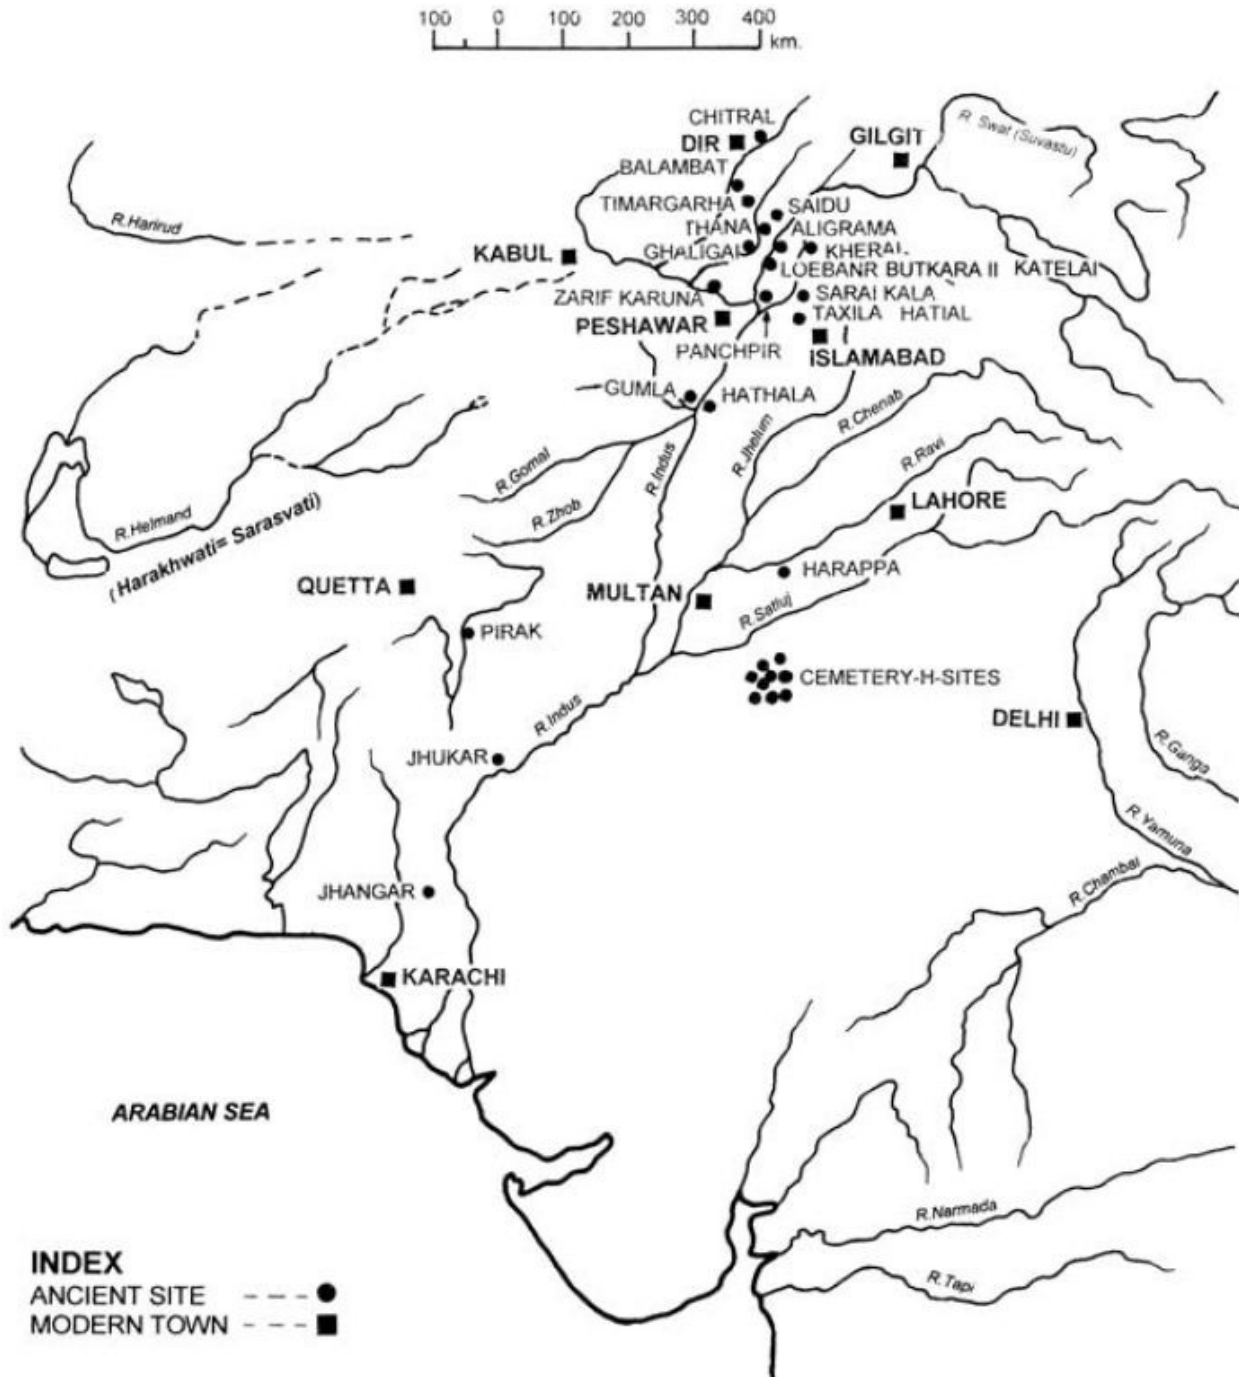 100 0 100 200 300 400
km.
CHITRAL
DIR
GILGIT
R. Swat (Suvastu)
BALAMBAT
TIMARGARHA
SAIDU
R.Harirud
THANA
ALIGRAMA
KABUL
GHALIGAI
KHERAL
LOEBANR BUTKARA II
KATELAI
ZARIF KARUNA
SARAI KALA
PESHAWAR
TAXILA HATIAL
PANCHPIR
ISLAMABAD
GUMLA
HATHALA
R.Chenab
R.Jhelum
R.Ravi
R.Gomal
R.Indus
LAHORE
R.Zhob
R.Helmand
(Harakhwati= Sarasvati)
HARAPPA
QUETTA
MULTAN
R.Satluj
PIRAK
CEMETERY-H-SITES
R.Indus
DELHI
JHUKAR
R.Ganga
R.Yamuna
R.Chambal
JHANGAR
KARACHI
ARABIAN SEA
R.Narmada
R.Tapi
INDEX
ANCIENT SITE
MODERN TOWN